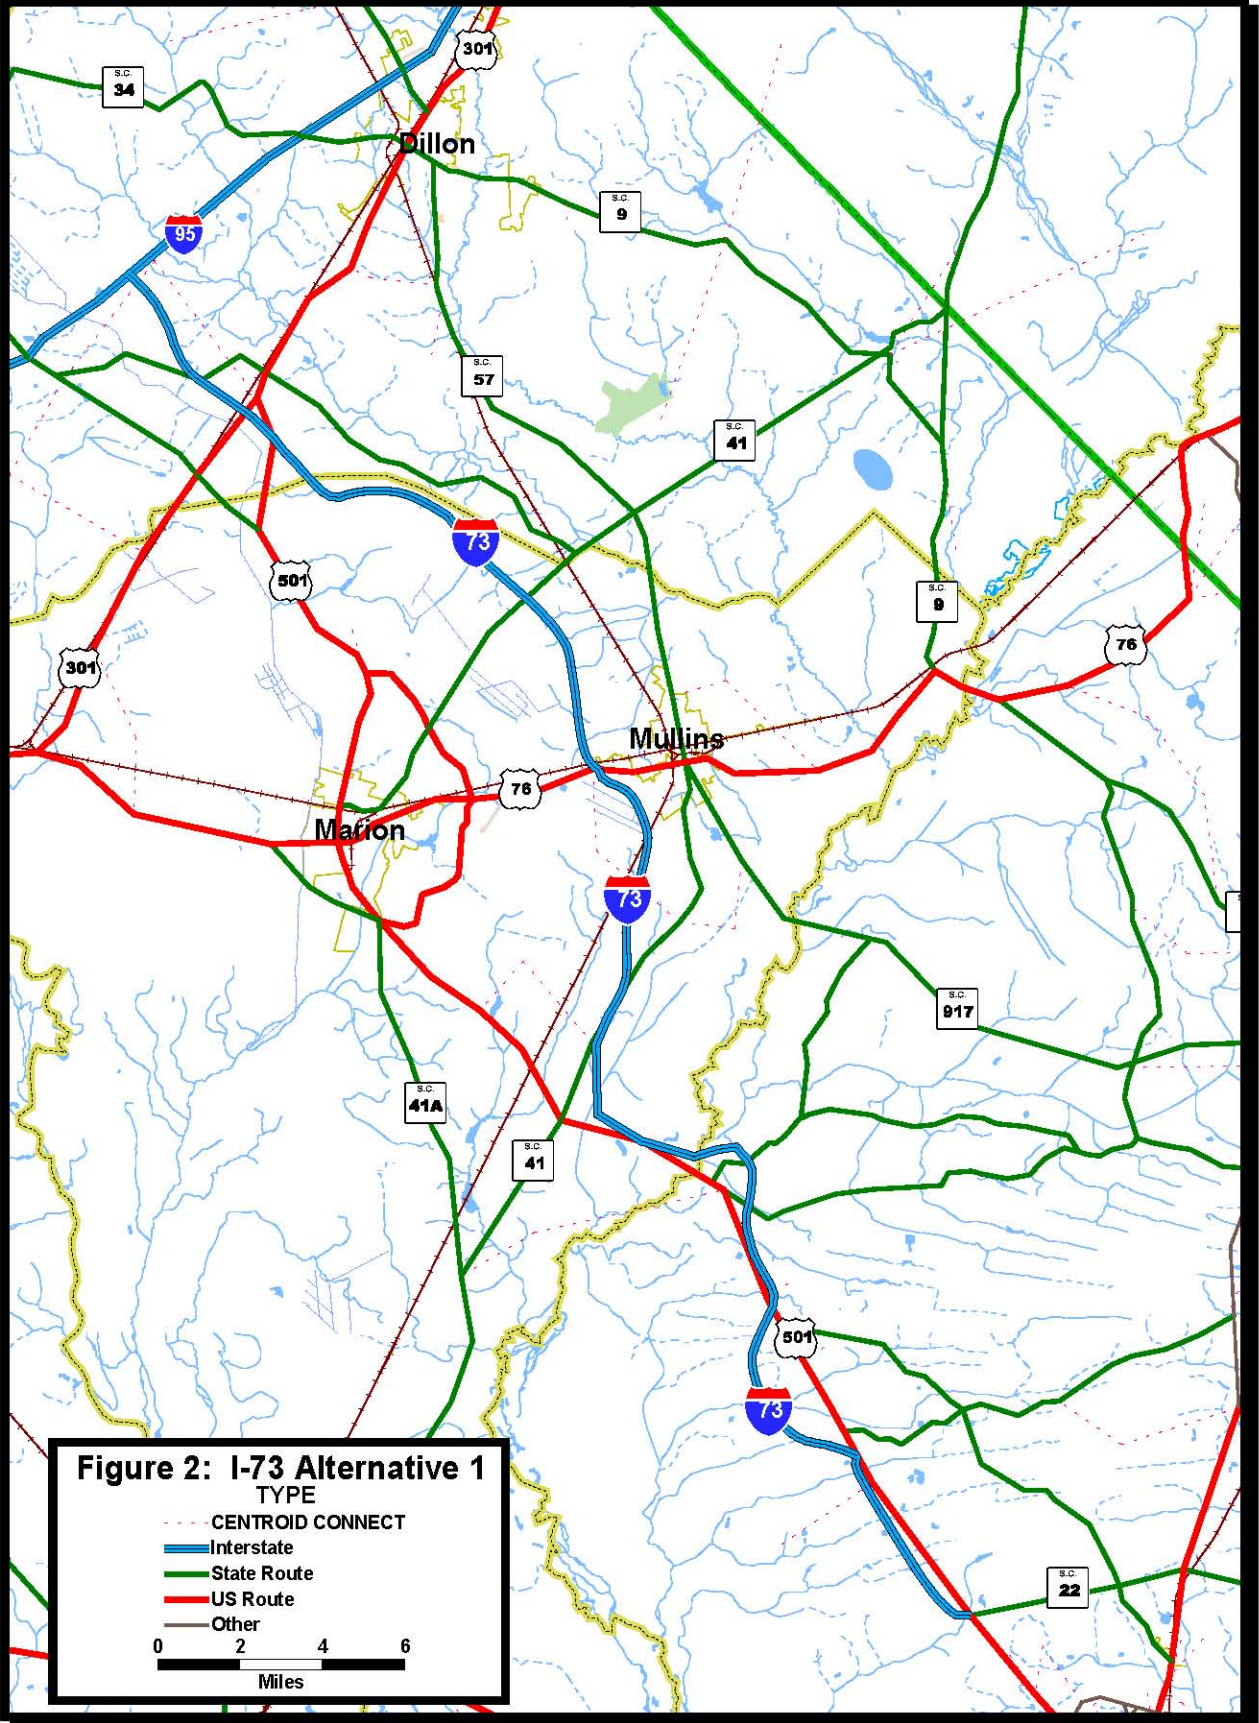 301
S.C.
34
Dillon
S.C.
9
95
S.C.
57
S.C.
41
73
501
S.C.
9
76
301
Mullins
76
Marion
73
S.C.
917
S.C.
41A
S.C.
41
501
73
S.C.
22
Figure 2: I-73 Alternative 1
TYPE
CENTROID CONNECT
Interstate
State Route
US Route
Other
0 2 4 6
Miles